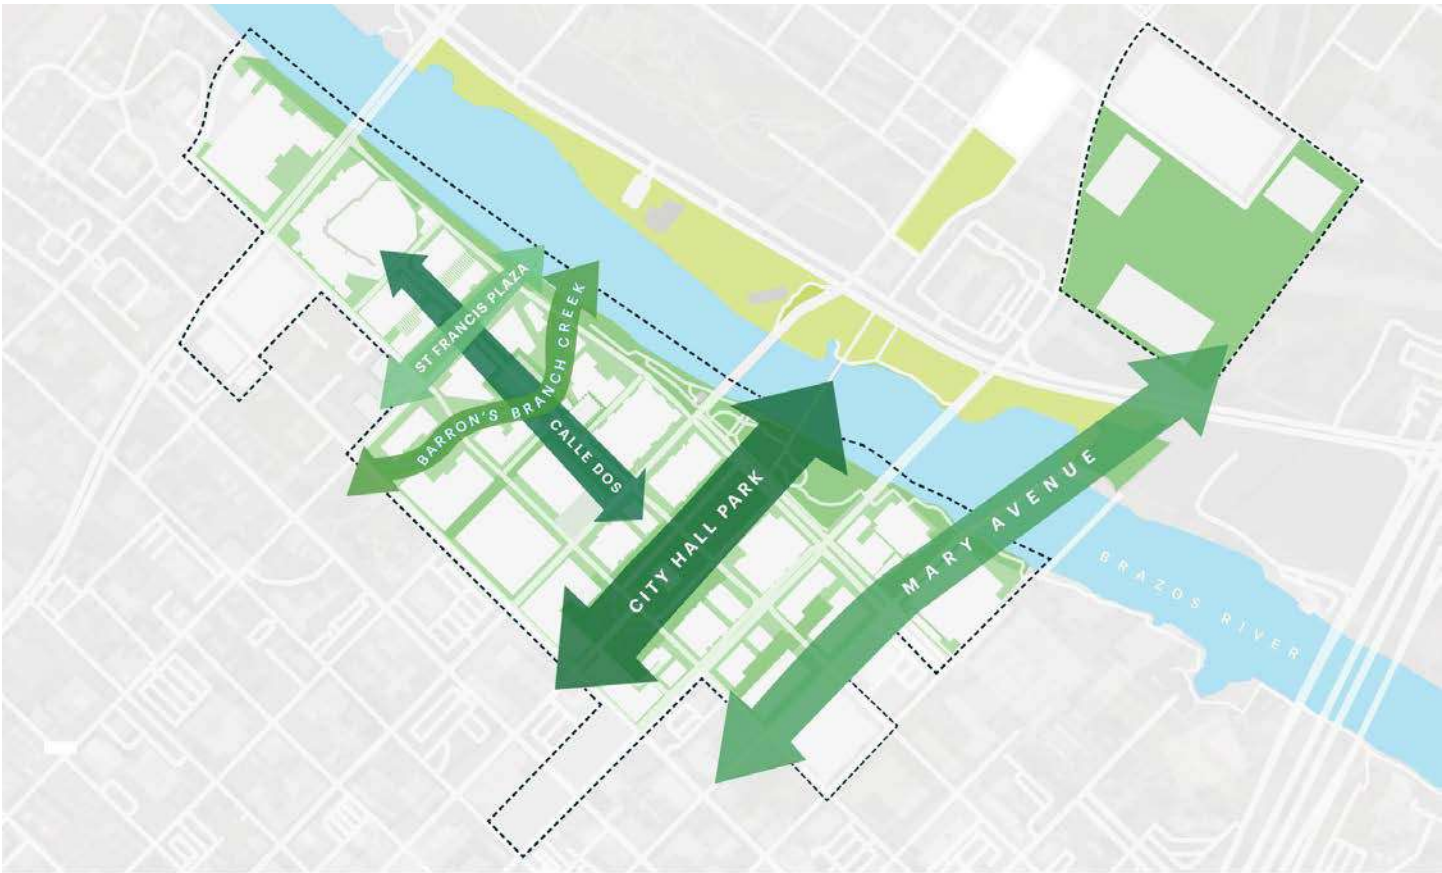 ST FRANCIS PLAZA
BARRON'S BRANCH CREEK
CALLE DOS
CITY HALL PARK
MARY AVENUE
BRAZOS RIVER